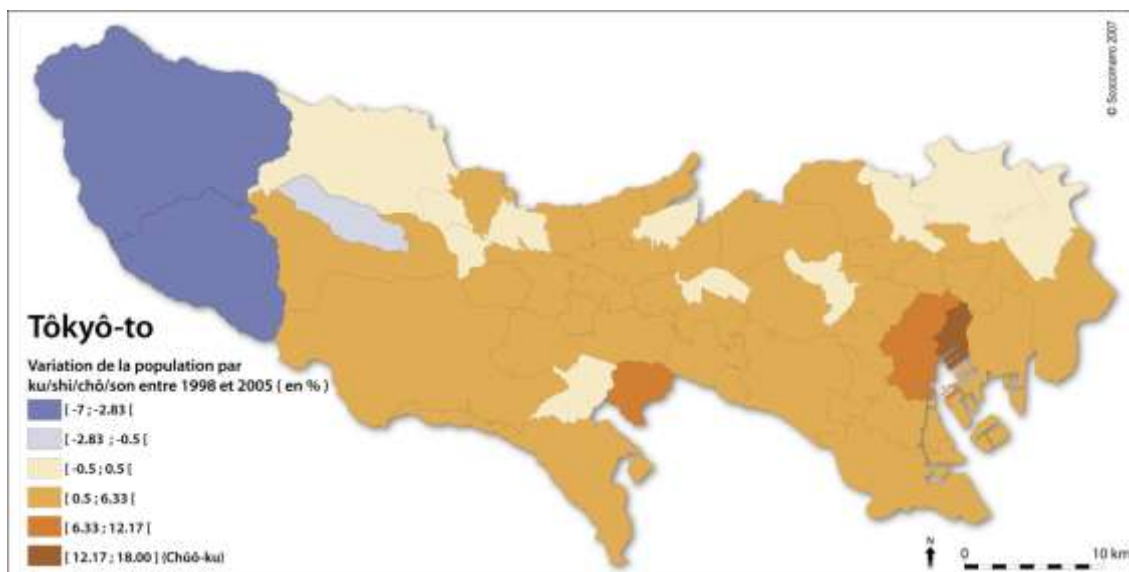 © Scoccimarro 2007
Tôkyô-to
Variation de la population par
ku/shi/chô/son entre 1998 et 2005 ( en % )
[ -7 ; -2.83 [
[ -2.83 ; -0.5 [
[ -0.5 ; 0.5 [
[ 0.5 ; 6.33 [
[ 6.33 ; 12.17 [
[ 12.17 ; 18.00 ] (Chûô-ku)
N
0 10 km